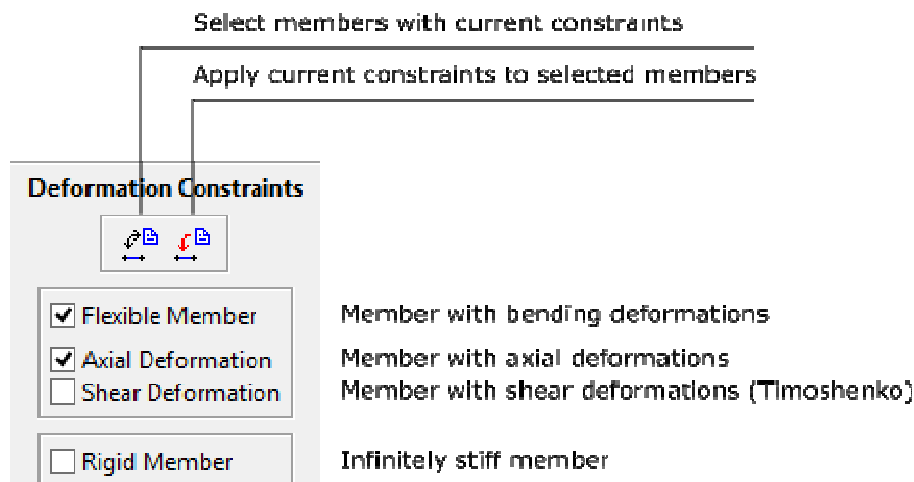 Select members with current constraints
Apply current constraints to selected members
Deformation Constraints
Flexible Member Member with bending deformations
Axial Deformation Member with axial deformations
Shear Deformation Member with shear deformations (Timoshenko)
Rigid Member Infinitely stiff member